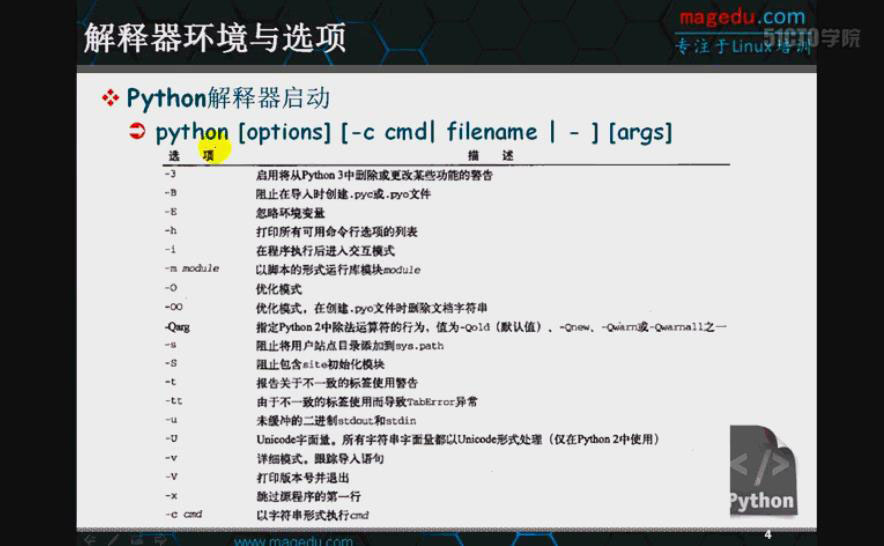 解释器环境与选项
magedu.com
专注于Linux培训
51CTO学院
Python解释器启动
python [options] [-c cmd| filename | - ] [args]
选 项 描 述
-3 启用将从Python 3中删除或更改某些功能的警告
-B 阻止在导入时创建.pyc或.pyo文件
-E 忽略环境变量
-h 打印所有可用命令行选项的列表
-i 在程序执行后进入交互模式
-m module 以脚本的形式运行库模块module
-O 优化模式
-OO 优化模式，在创建.pyo文件时删除文档字符串
-Qarg 指定Python 2中除法运算符的行为，值为-Qold（默认值）、-Qnew、-Qwarn或-Qwarnall之一
-s 阻止将用户站点目录添加到sys.path
-S 阻止包含site初始化模块
-t 报告关于不一致的标签使用警告
-tt 由于不一致的标签使用而导致TabError异常
-u 未缓冲的二进制stdout和stdin
-U Unicode字面量。所有字符串字面量都以Unicode形式处理（仅在Python 2中使用）
-v 详细模式。跟踪导入语句
-V 打印版本号并退出
-x 跳过源程序的第一行
-c cmd 以字符串形式执行cmd
</> Python
4
www.magedu.com